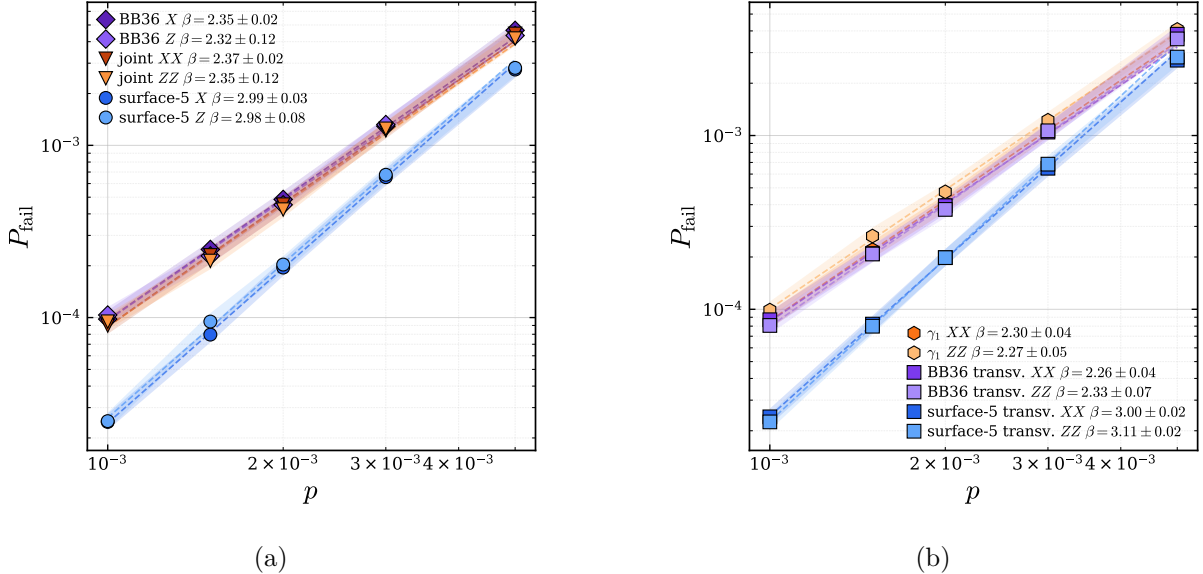 BB36 X β = 2.35 ± 0.02
BB36 Z β = 2.32 ± 0.12
joint XX β = 2.37 ± 0.02
joint ZZ β = 2.35 ± 0.12
surface-5 X β = 2.99 ± 0.03
surface-5 Z β = 2.98 ± 0.08
10⁻³
10⁻⁴
P_fail
10⁻³
2 × 10⁻³
3 × 10⁻³
4 × 10⁻³
p
(a)
10⁻³
10⁻⁴
P_fail
γ₁ XX β = 2.30 ± 0.04
γ₁ ZZ β = 2.27 ± 0.05
BB36 transv. XX β = 2.26 ± 0.04
BB36 transv. ZZ β = 2.33 ± 0.07
surface-5 transv. XX β = 3.00 ± 0.02
surface-5 transv. ZZ β = 3.11 ± 0.02
10⁻³
2 × 10⁻³
3 × 10⁻³
4 × 10⁻³
p
(b)